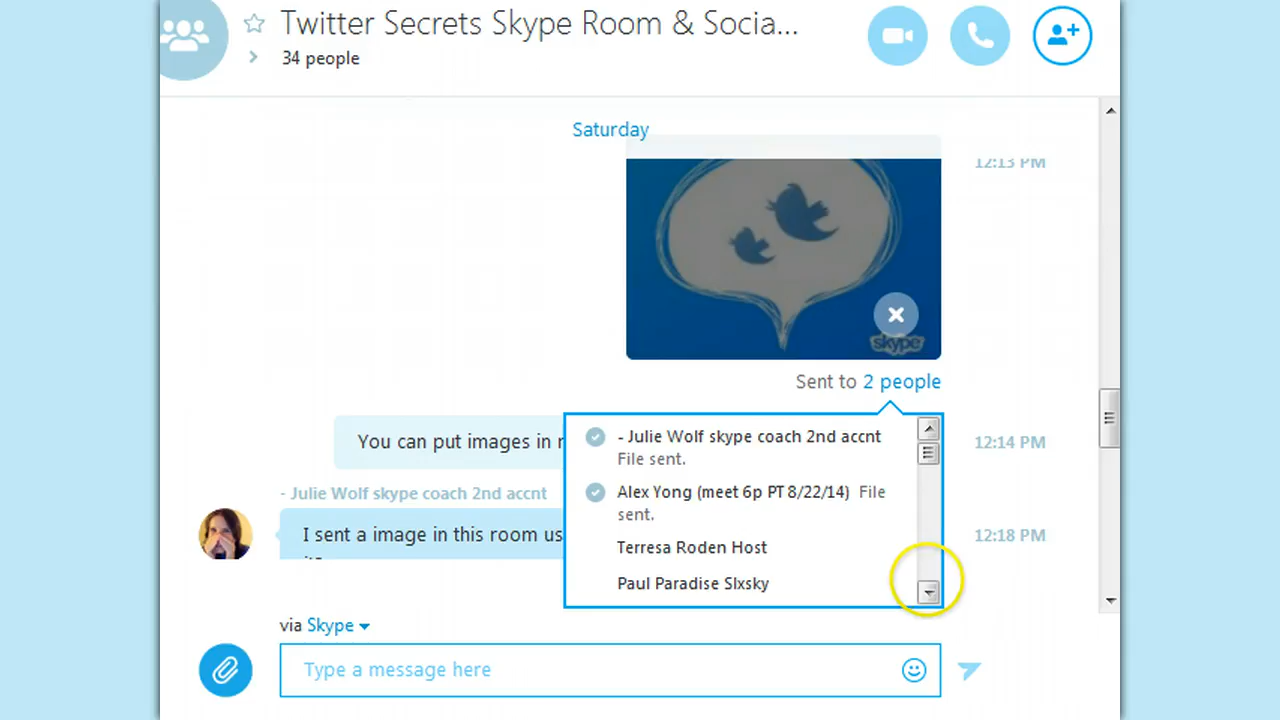 Twitter Secrets Skype Room & Socia...
34 people
Saturday
12:13 PM
skype
Sent to 2 people
You can put images in
12:14 PM
- Julie Wolf skype coach 2nd accnt
File sent.
Alex Yong (meet 6p PT 8/22/14) File
sent.
Terresa Roden Host
Paul Paradise Slxsky
- Julie Wolf skype coach 2nd accnt
I sent a image in this room us
12:18 PM
via Skype
Type a message here